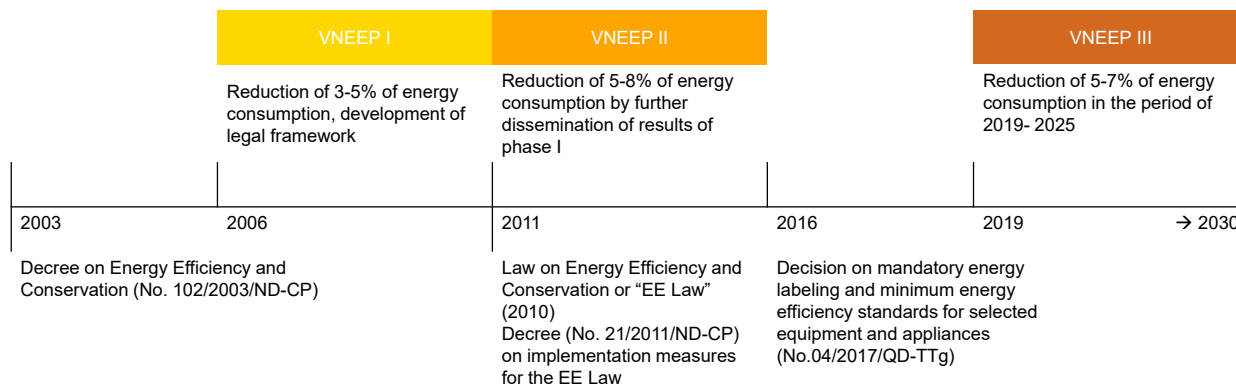 VNEEP I
VNEEP II
VNEEP III
Reduction of 3-5% of energy
consumption, development of
legal framework
Reduction of 5-8% of energy
consumption by further
dissemination of results of
phase I
Reduction of 5-7% of energy
consumption in the period of
2019- 2025
2003
2006
2011
2016
2019
→ 2030
Decree on Energy Efficiency and
Conservation (No. 102/2003/ND-CP)
Law on Energy Efficiency and
Conservation or “EE Law”
(2010)
Decree (No. 21/2011/ND-CP)
on implementation measures
for the EE Law
Decision on mandatory energy
labeling and minimum energy
efficiency standards for selected
equipment and appliances
(No.04/2017/QD-TTg)